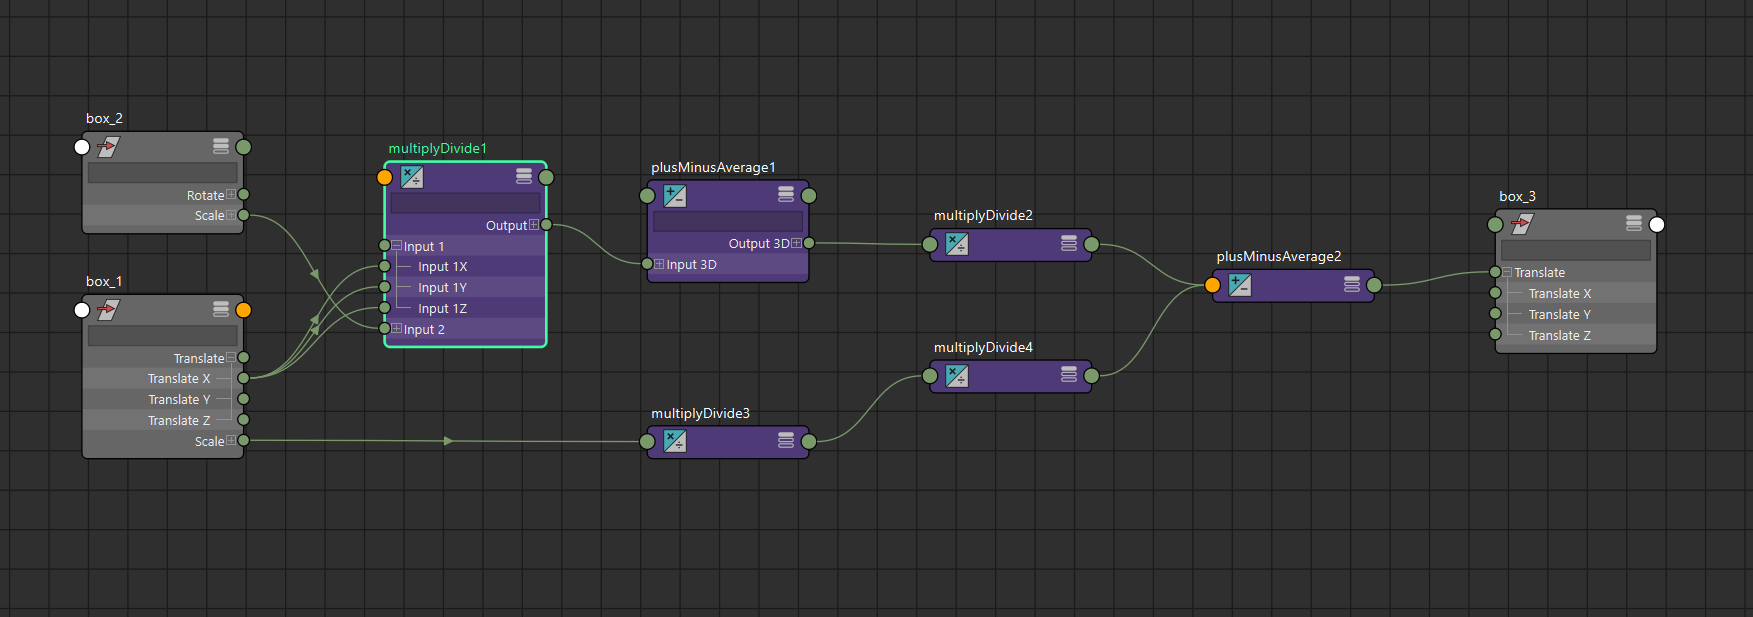 box_2
Rotate
Scale
box_1
Translate
Translate X
Translate Y
Translate Z
Scale
multiplyDivide1
Output
Input 1
Input 1X
Input 1Y
Input 1Z
Input 2
plusMinusAverage1
Output 3D
Input 3D
multiplyDivide3
multiplyDivide2
multiplyDivide4
plusMinusAverage2
box_3
Translate
Translate X
Translate Y
Translate Z